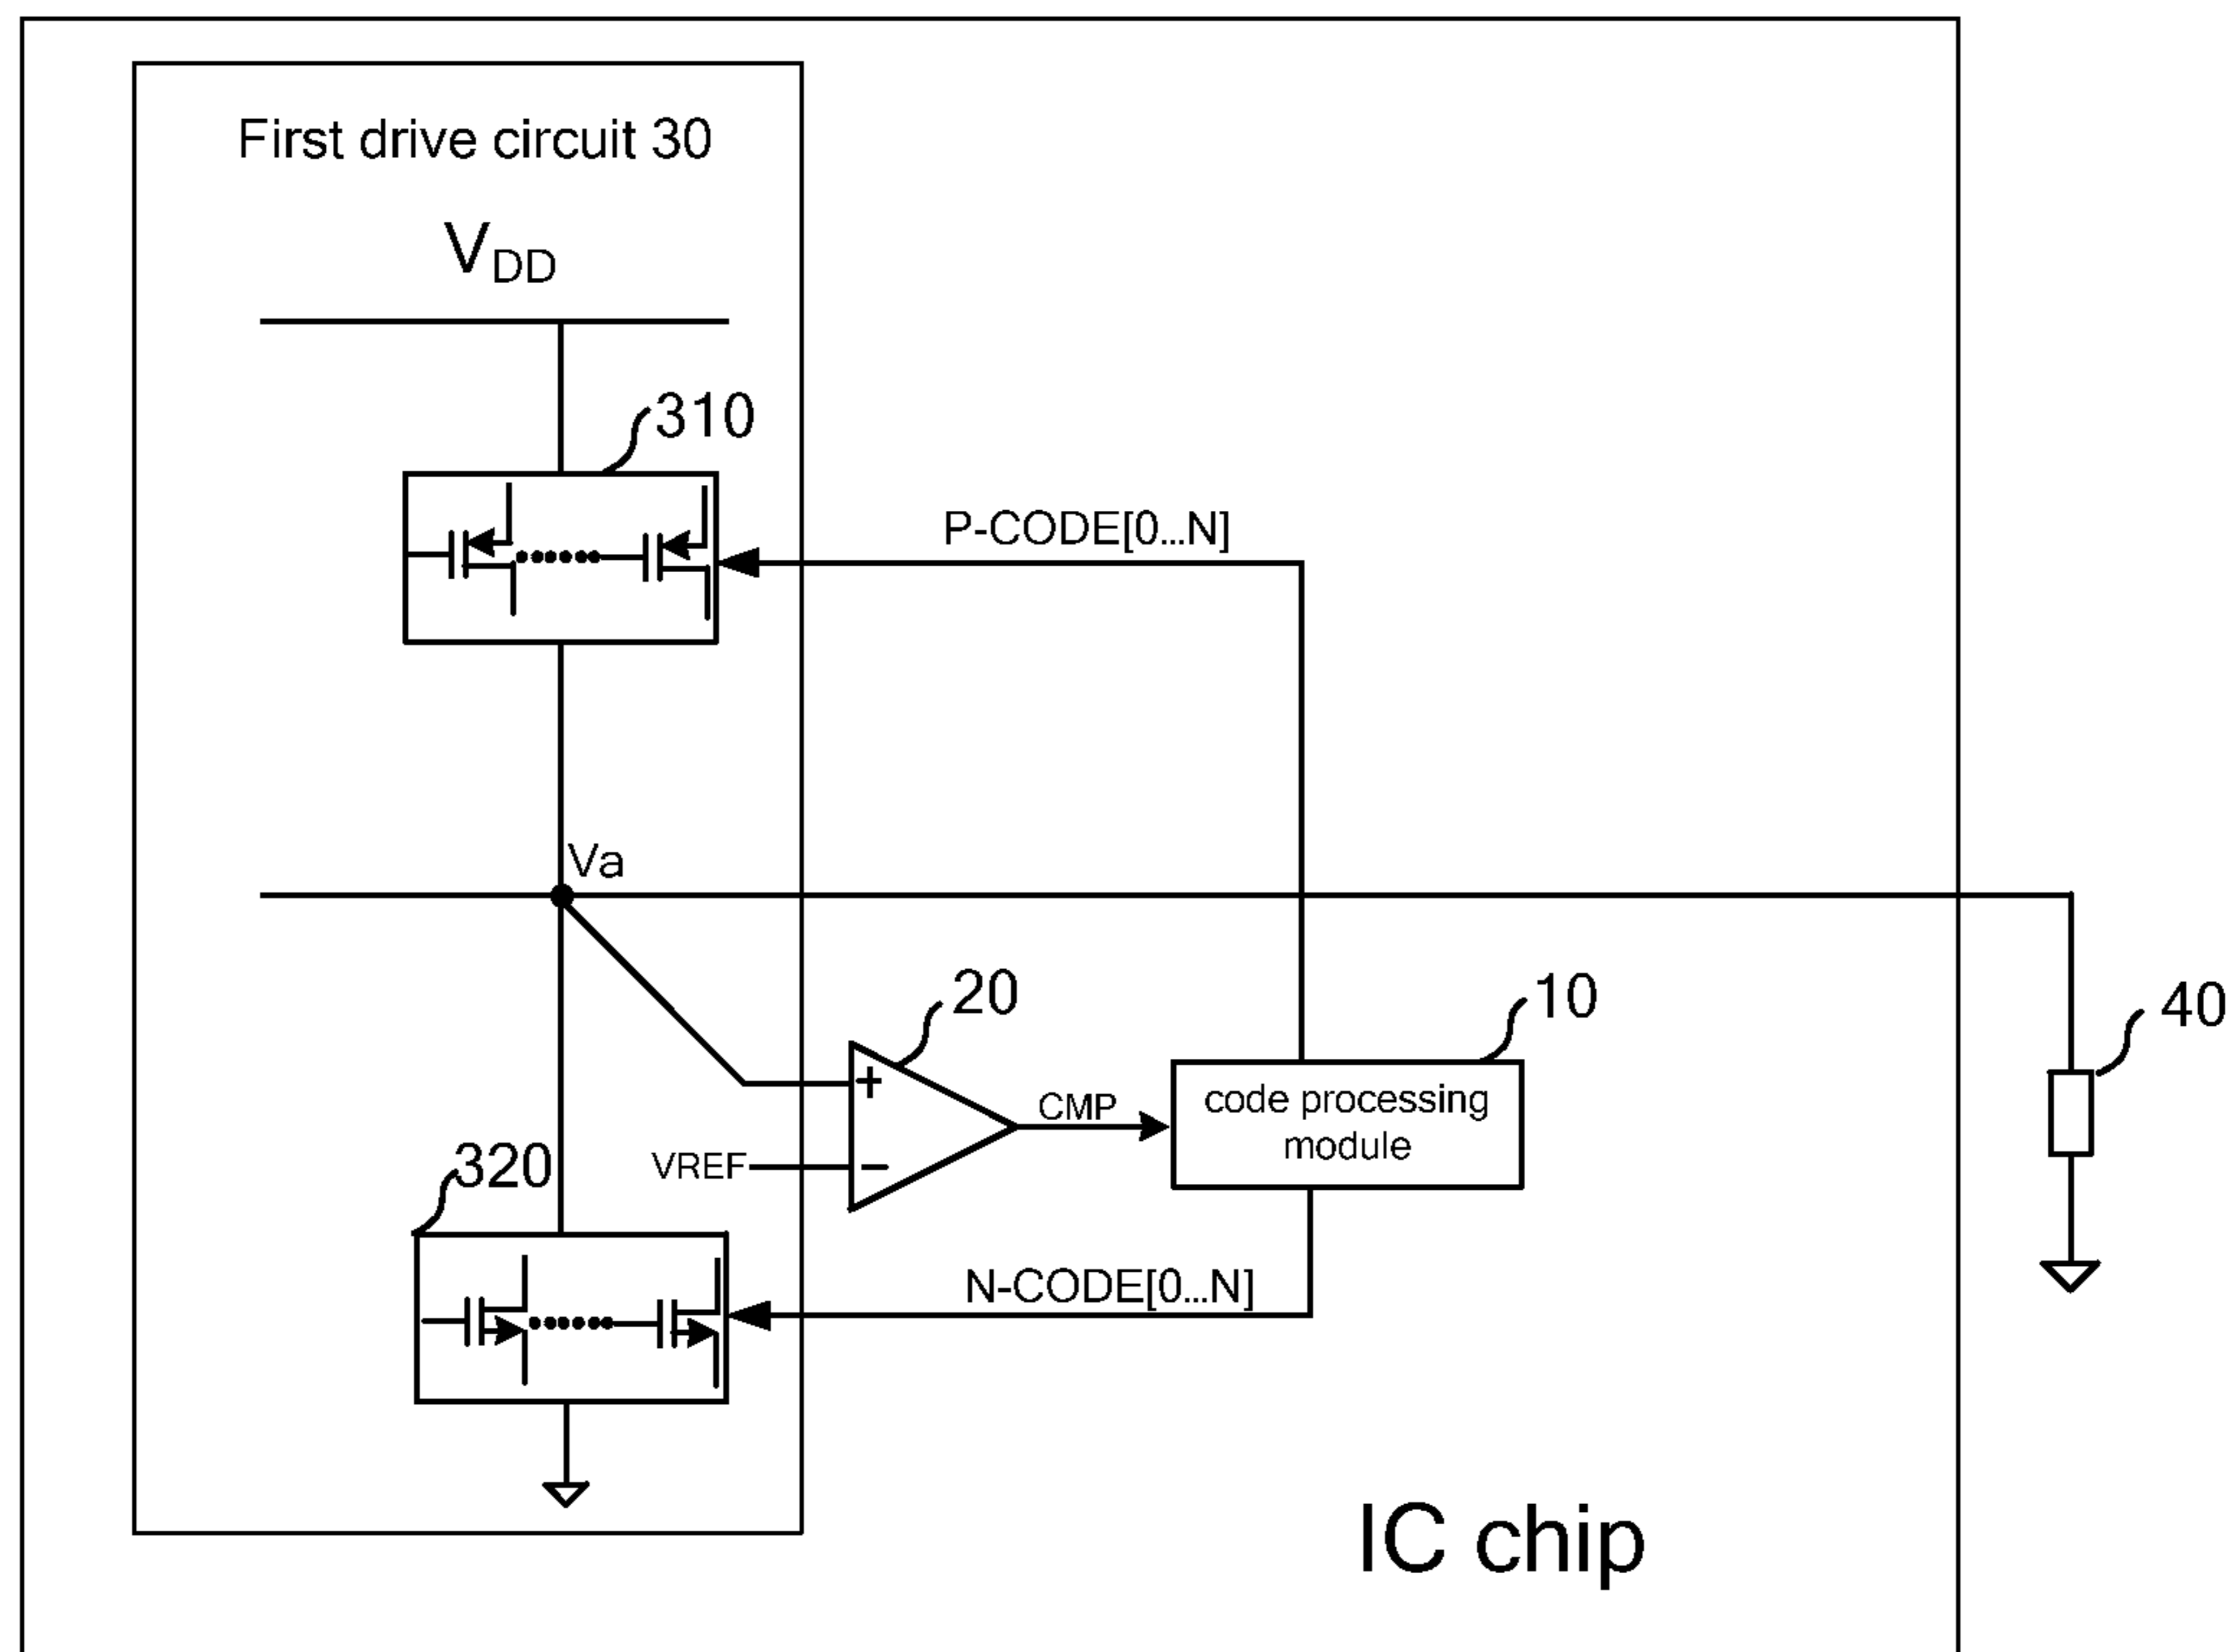 First drive circuit 30
VDD
310
P-CODE[0...N]
Va
20
10
40
+
CMP
code processing
module
VREF
−
320
N-CODE[0...N]
IC chip